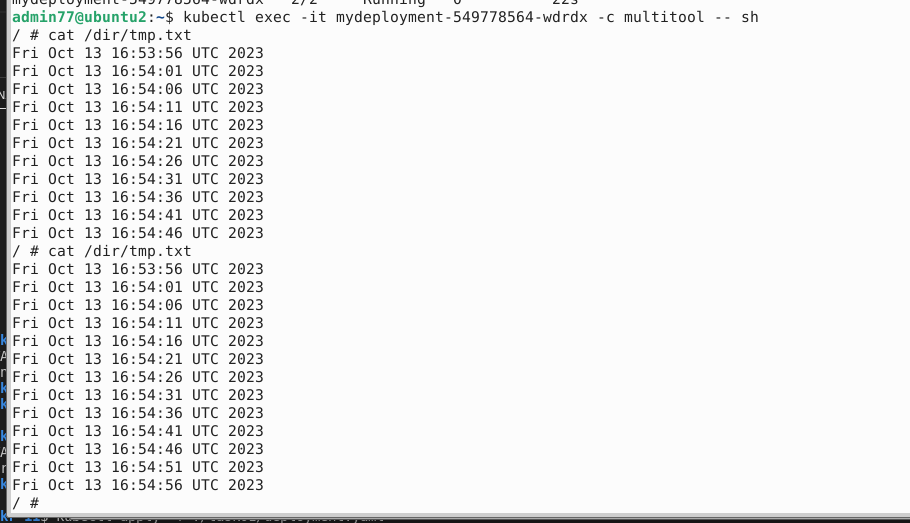 mydeployment-549778564-wdrdx 2/2 Running 0 22s
admin77@ubuntu2:~$ kubectl exec -it mydeployment-549778564-wdrdx -c multitool -- sh
/ # cat /dir/tmp.txt
Fri Oct 13 16:53:56 UTC 2023
Fri Oct 13 16:54:01 UTC 2023
Fri Oct 13 16:54:06 UTC 2023
Fri Oct 13 16:54:11 UTC 2023
Fri Oct 13 16:54:16 UTC 2023
Fri Oct 13 16:54:21 UTC 2023
Fri Oct 13 16:54:26 UTC 2023
Fri Oct 13 16:54:31 UTC 2023
Fri Oct 13 16:54:36 UTC 2023
Fri Oct 13 16:54:41 UTC 2023
Fri Oct 13 16:54:46 UTC 2023
/ # cat /dir/tmp.txt
Fri Oct 13 16:53:56 UTC 2023
Fri Oct 13 16:54:01 UTC 2023
Fri Oct 13 16:54:06 UTC 2023
Fri Oct 13 16:54:11 UTC 2023
Fri Oct 13 16:54:16 UTC 2023
Fri Oct 13 16:54:21 UTC 2023
Fri Oct 13 16:54:26 UTC 2023
Fri Oct 13 16:54:31 UTC 2023
Fri Oct 13 16:54:36 UTC 2023
Fri Oct 13 16:54:41 UTC 2023
Fri Oct 13 16:54:46 UTC 2023
Fri Oct 13 16:54:51 UTC 2023
Fri Oct 13 16:54:56 UTC 2023
/ #